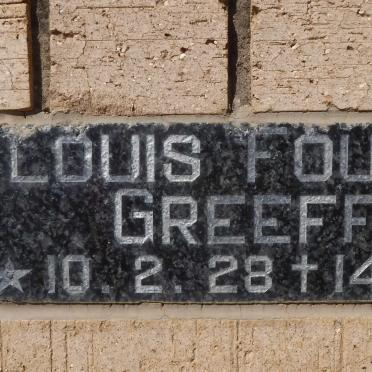 LOUIS FOU
GREEFF
★ 10. 2. 28 † 14